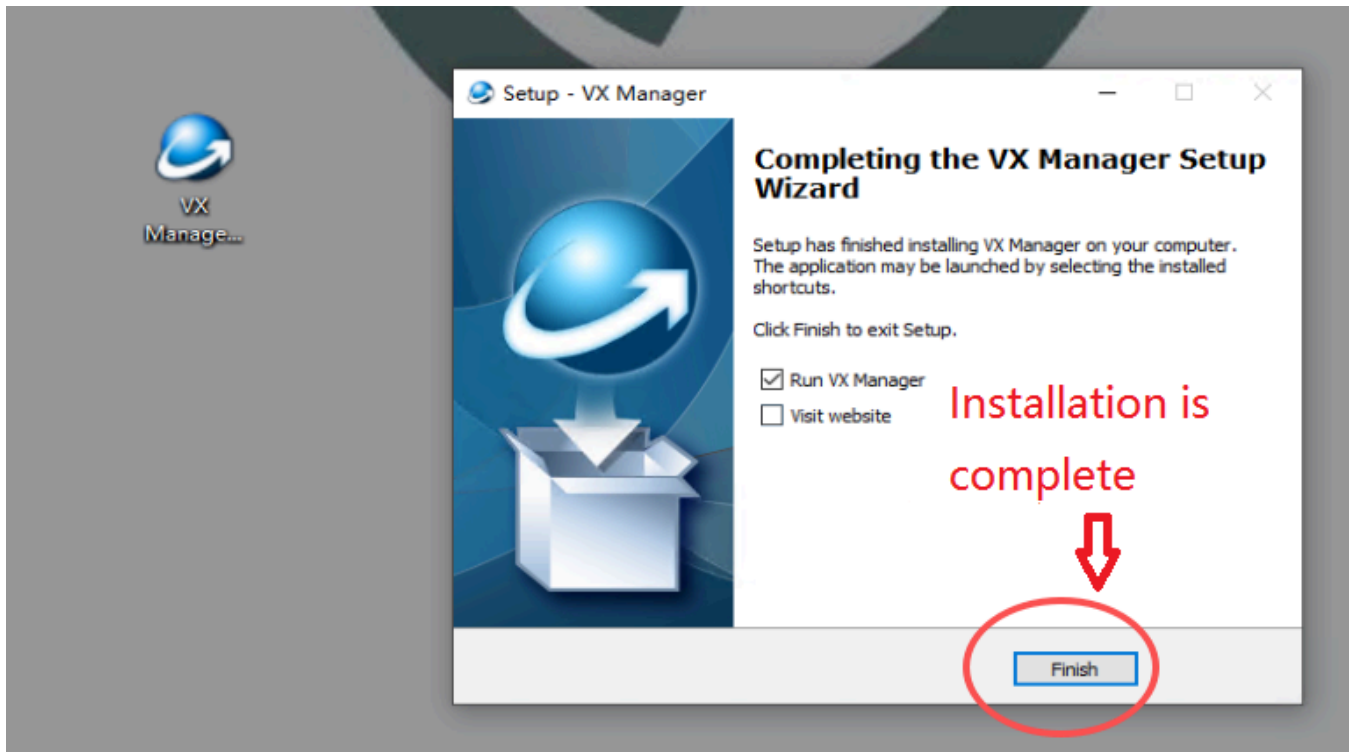 VX
Manage...
Setup - VX Manager
Completing the VX Manager Setup
Wizard
Setup has finished installing VX Manager on your computer.
The application may be launched by selecting the installed
shortcuts.
Click Finish to exit Setup.
Run VX Manager
Visit website
Installation is
complete
Finish